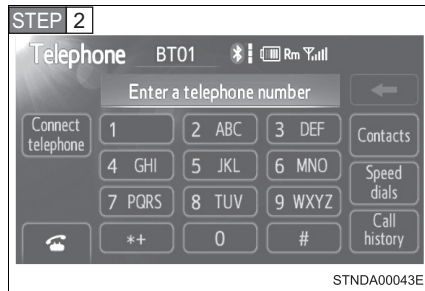 STEP 2
Telephone BT01 Rm
Enter a telephone number
Connect telephone
1
2 ABC
3 DEF
Contacts
4 GHI
5 JKL
6 MNO
Speed dials
7 PQRS
8 TUV
9 WXYZ
*+
0
#
Call history
STNDA00043E